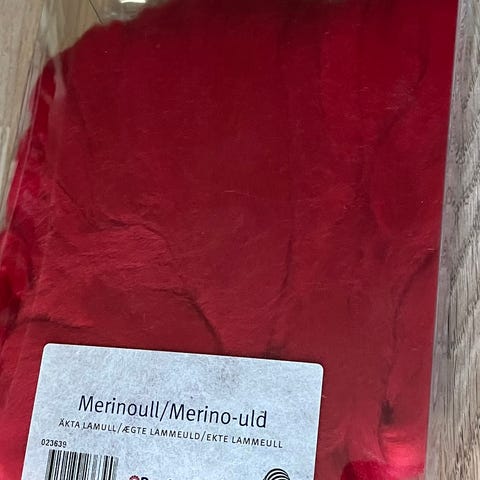 Merinoull/Merino-uld
ÄKTA LAMULL/ÆGTE LAMMEULD/EKTE LAMMEULL
023639